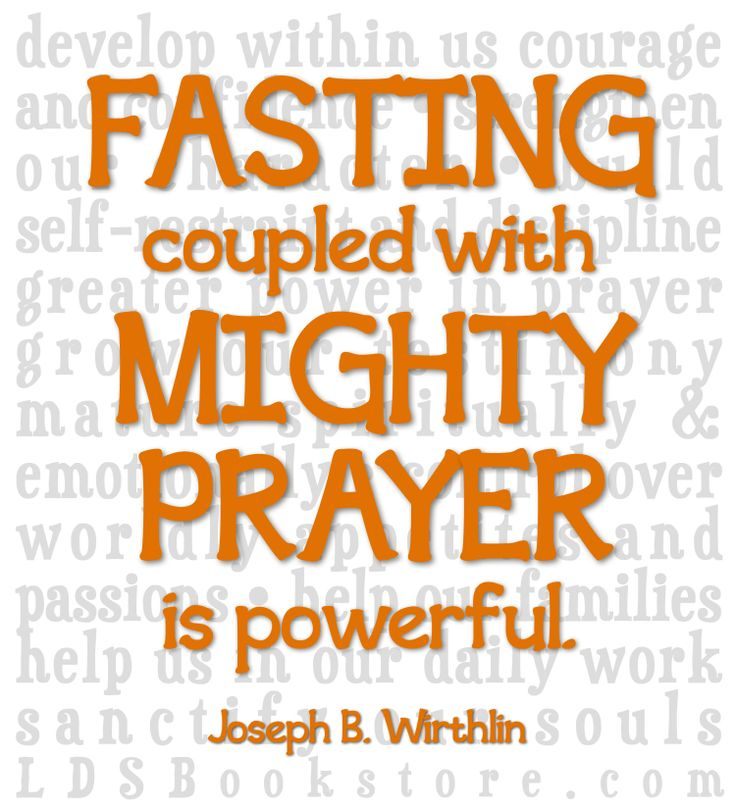 FASTING
coupled with
MIGHTY
PRAYER
is powerful.
Joseph B. Wirthlin
develop within us courage
and confidence • strengthen
our character • build
self-restraint and discipline
greater power in prayer
grow our testimony
mature spiritually &
emotionally • control over
worldly appetites and
passions • help our families
help us in our daily work
sanctify our souls
LDSBookstore.com